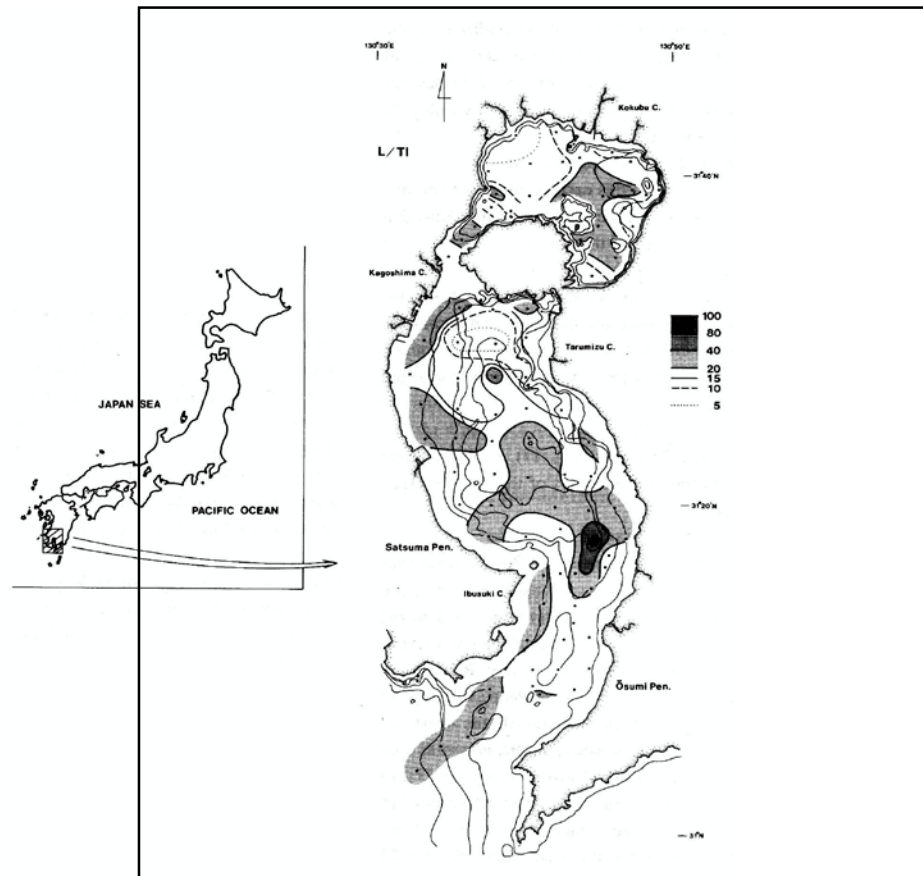 130°30'E
130°50'E
N
Kokubu C.
L/TI
31°40'N
Kagoshima C.
100
80
40
20
15
10
5
Tarumizu C.
JAPAN SEA
PACIFIC OCEAN
31°20'N
Satsuma Pen.
Ibusuki C.
Ōsumi Pen.
31°N